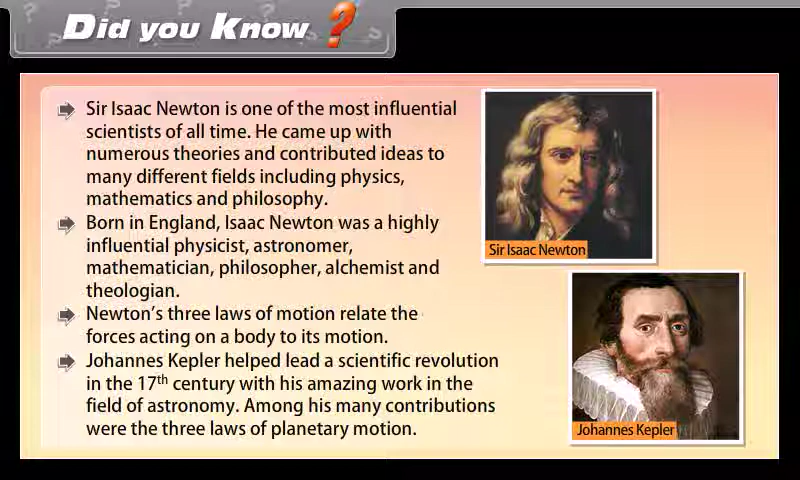 Did you Know ?
Sir Isaac Newton is one of the most influential
scientists of all time. He came up with
numerous theories and contributed ideas to
many different fields including physics,
mathematics and philosophy.
Born in England, Isaac Newton was a highly
influential physicist, astronomer,
mathematician, philosopher, alchemist and
theologian.
Newton’s three laws of motion relate the
forces acting on a body to its motion.
Johannes Kepler helped lead a scientific revolution
in the 17th century with his amazing work in the
field of astronomy. Among his many contributions
were the three laws of planetary motion.
Sir Isaac Newton
Johannes Kepler